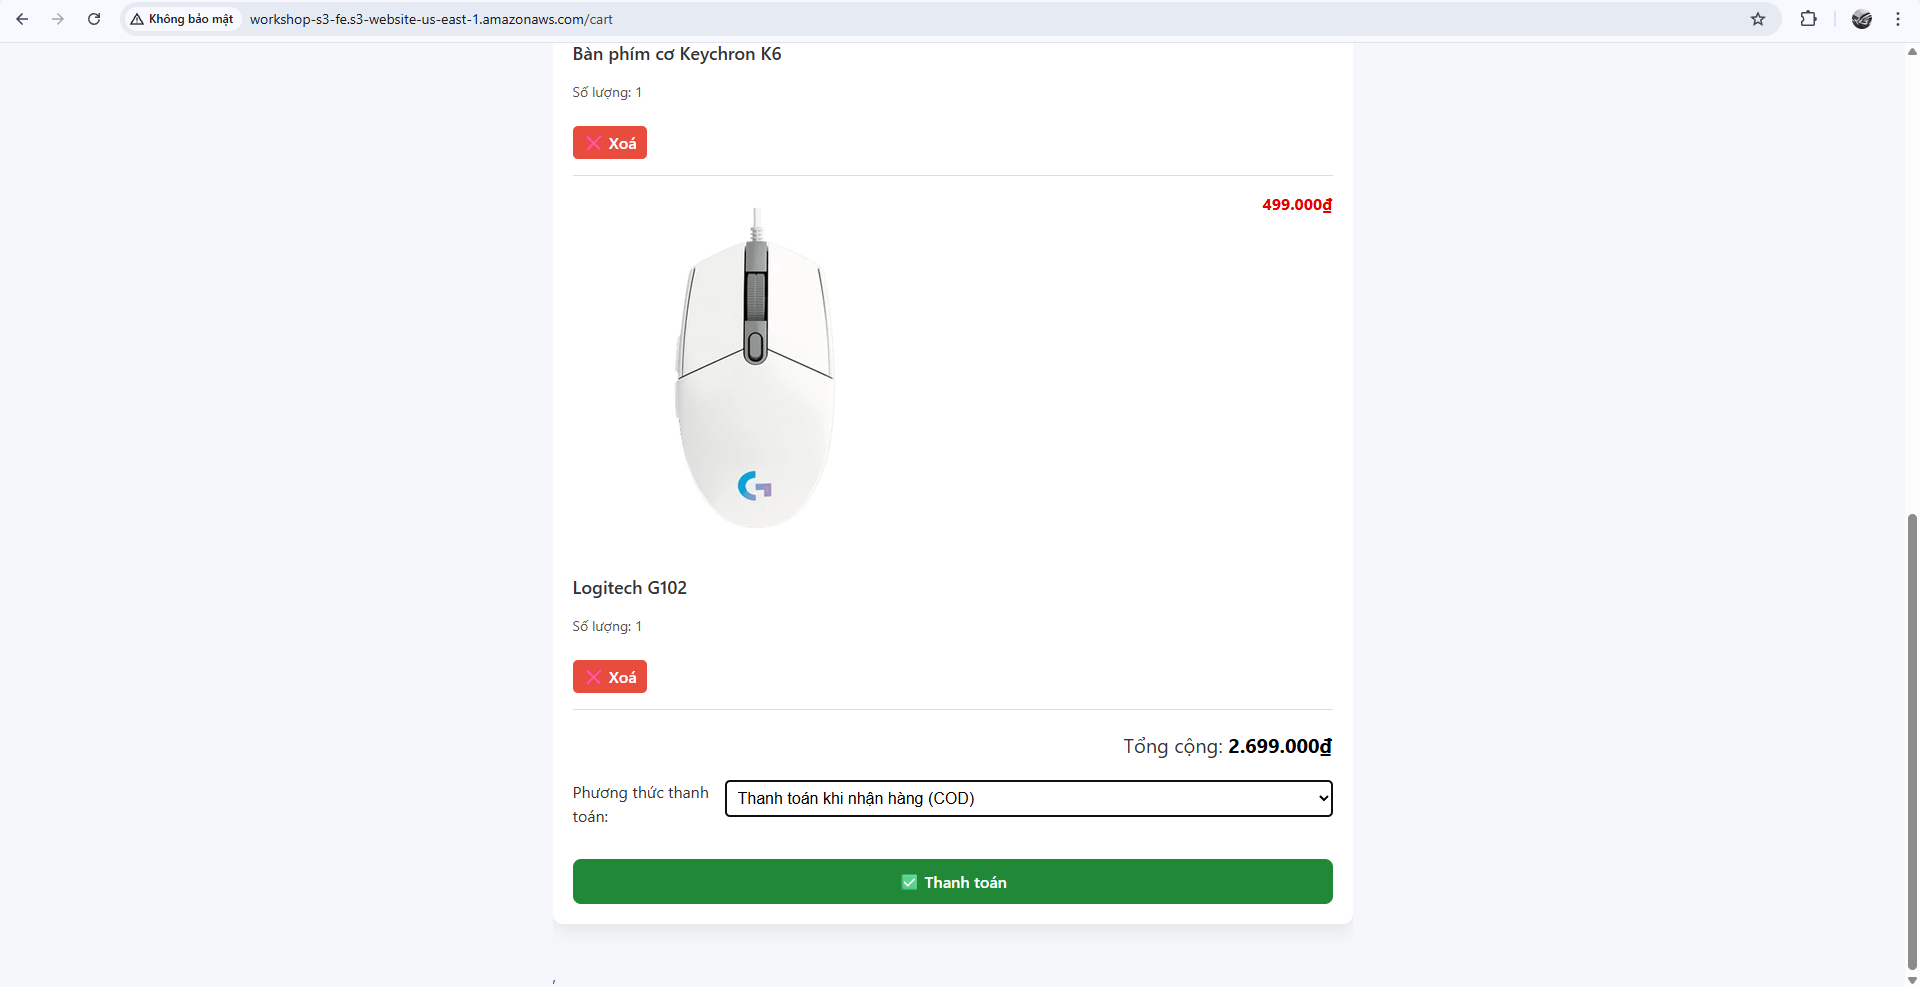 Không bảo mật
workshop-s3-fe.s3-website-us-east-1.amazonaws.com/cart
Bàn phím cơ Keychron K6
Số lượng: 1
Xoá
499.000₫
Logitech G102
Số lượng: 1
Xoá
Tổng cộng: 2.699.000₫
Phương thức thanh
toán:
Thanh toán khi nhận hàng (COD)
Thanh toán
,